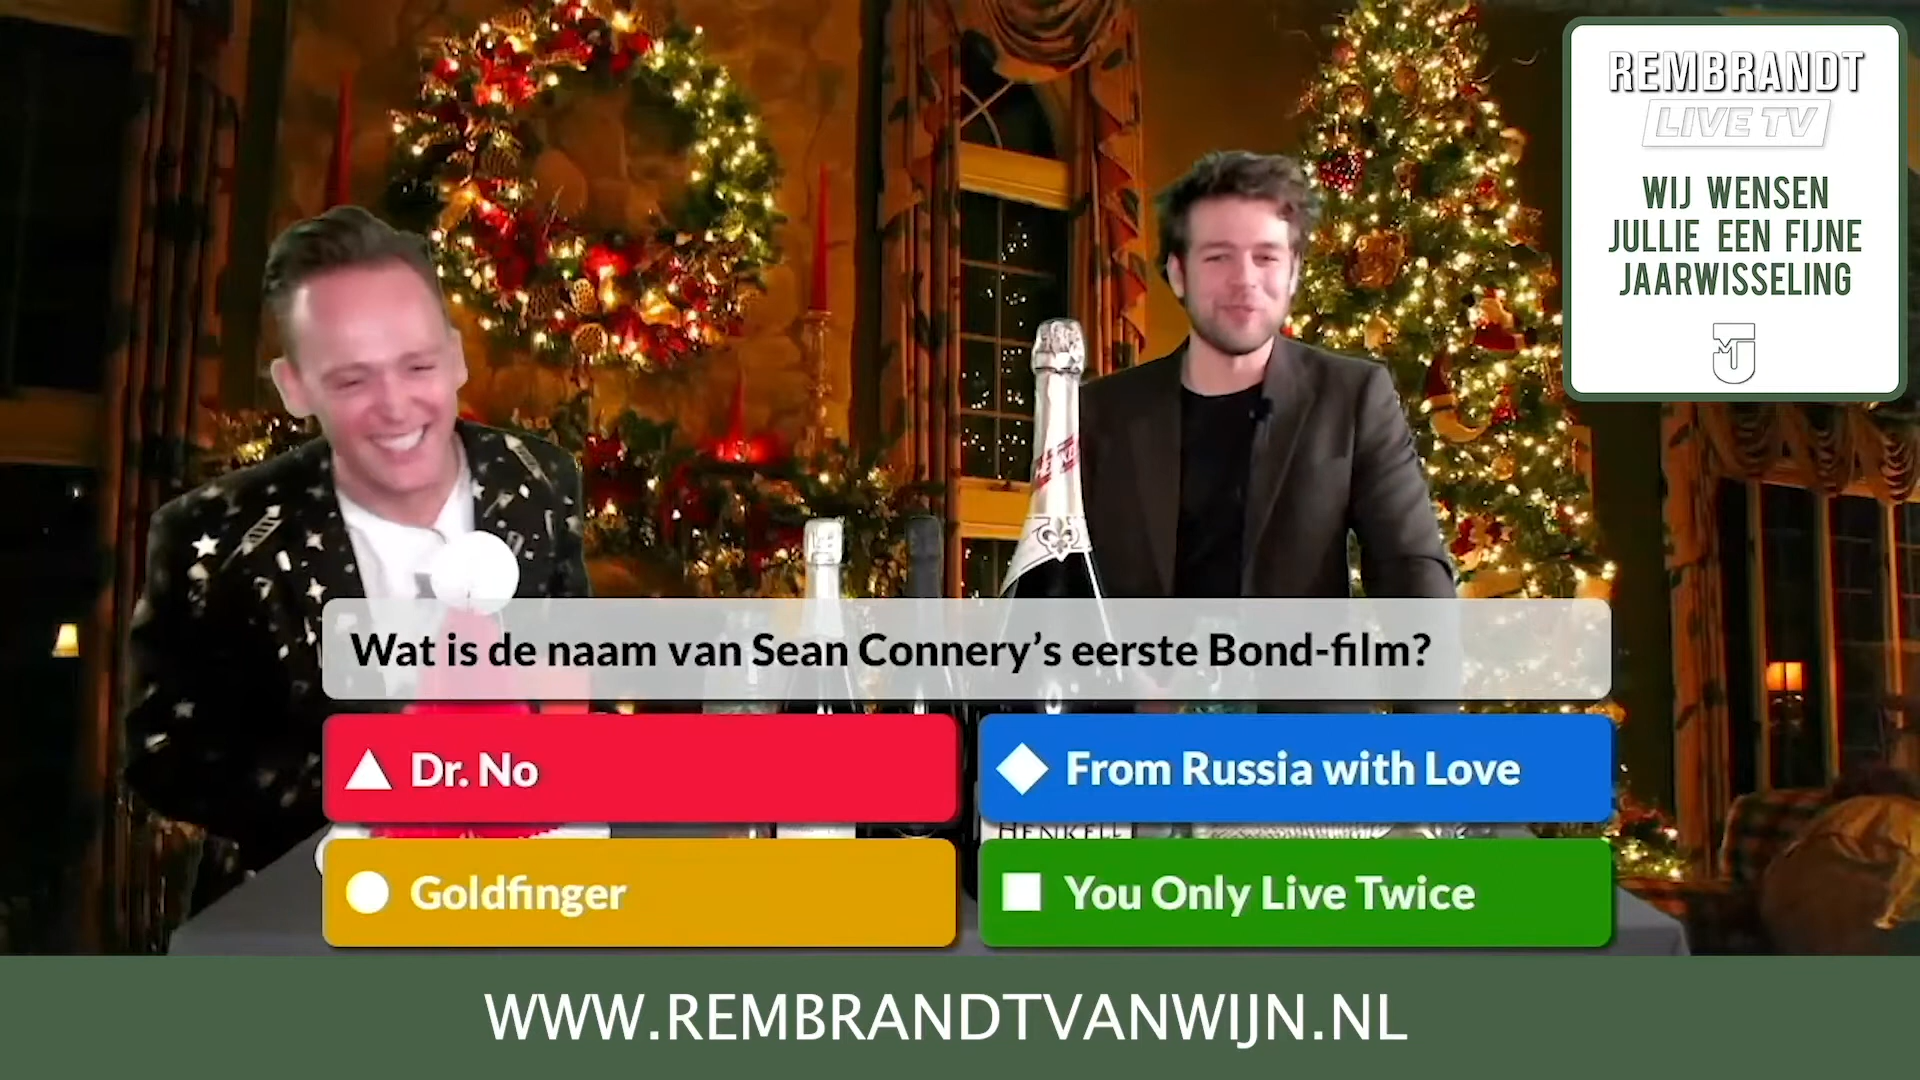 REMBRANDT
LIVE TV
WIJ WENSEN
JULLIE EEN FIJNE
JAARWISSELING
Wat is de naam van Sean Connery’s eerste Bond-film?
Dr. No
From Russia with Love
HENKELL
Goldfinger
You Only Live Twice
WWW.REMBRANDTVANWIJN.NL